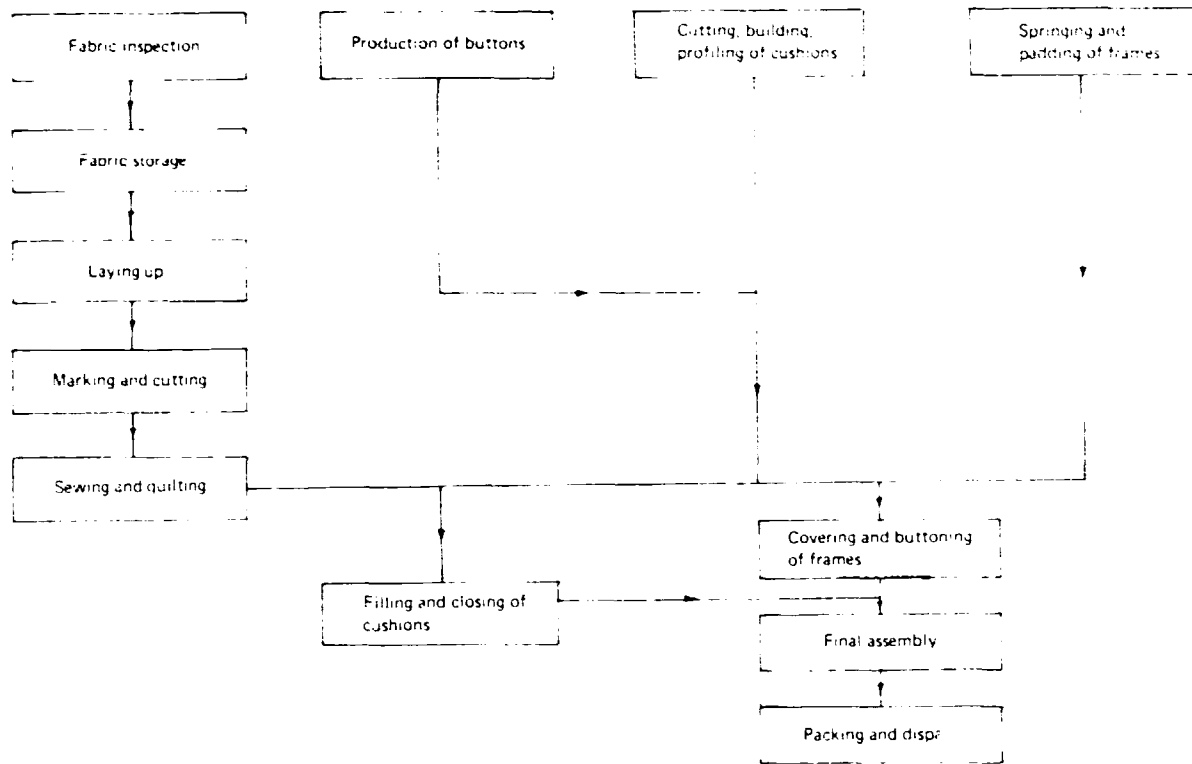 Fabric inspection
Production of buttons
Cutting, building,
profiling of cushions
Springing and
padding of frames
Fabric storage
Laying up
Marking and cutting
Sewing and quilting
Covering and buttoning
of frames
Filling and closing of
cushions
Final assembly
Packing and dispa